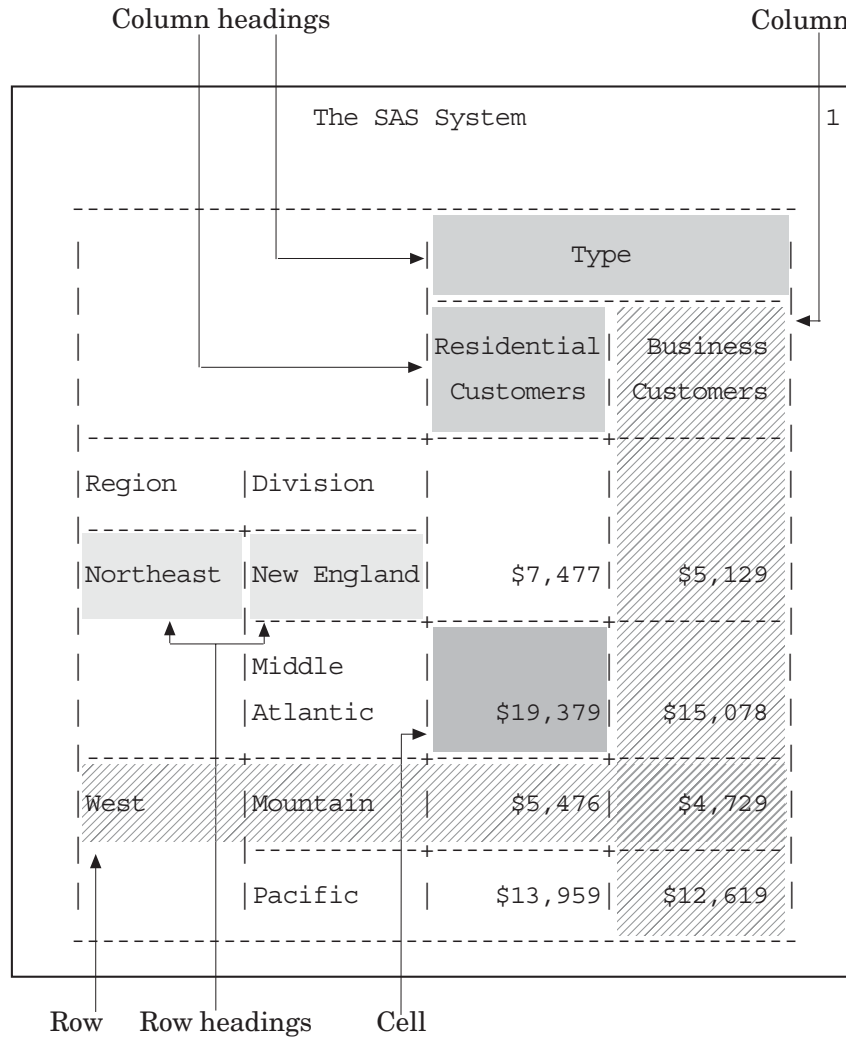 Column headings Column
The SAS System 1
Type
Residential Business
Customers Customers
Region Division
Northeast New England $7,477 $5,129
Middle
Atlantic $19,379 $15,078
West Mountain $5,476 $4,729
Pacific $13,959 $12,619
Row Row headings Cell